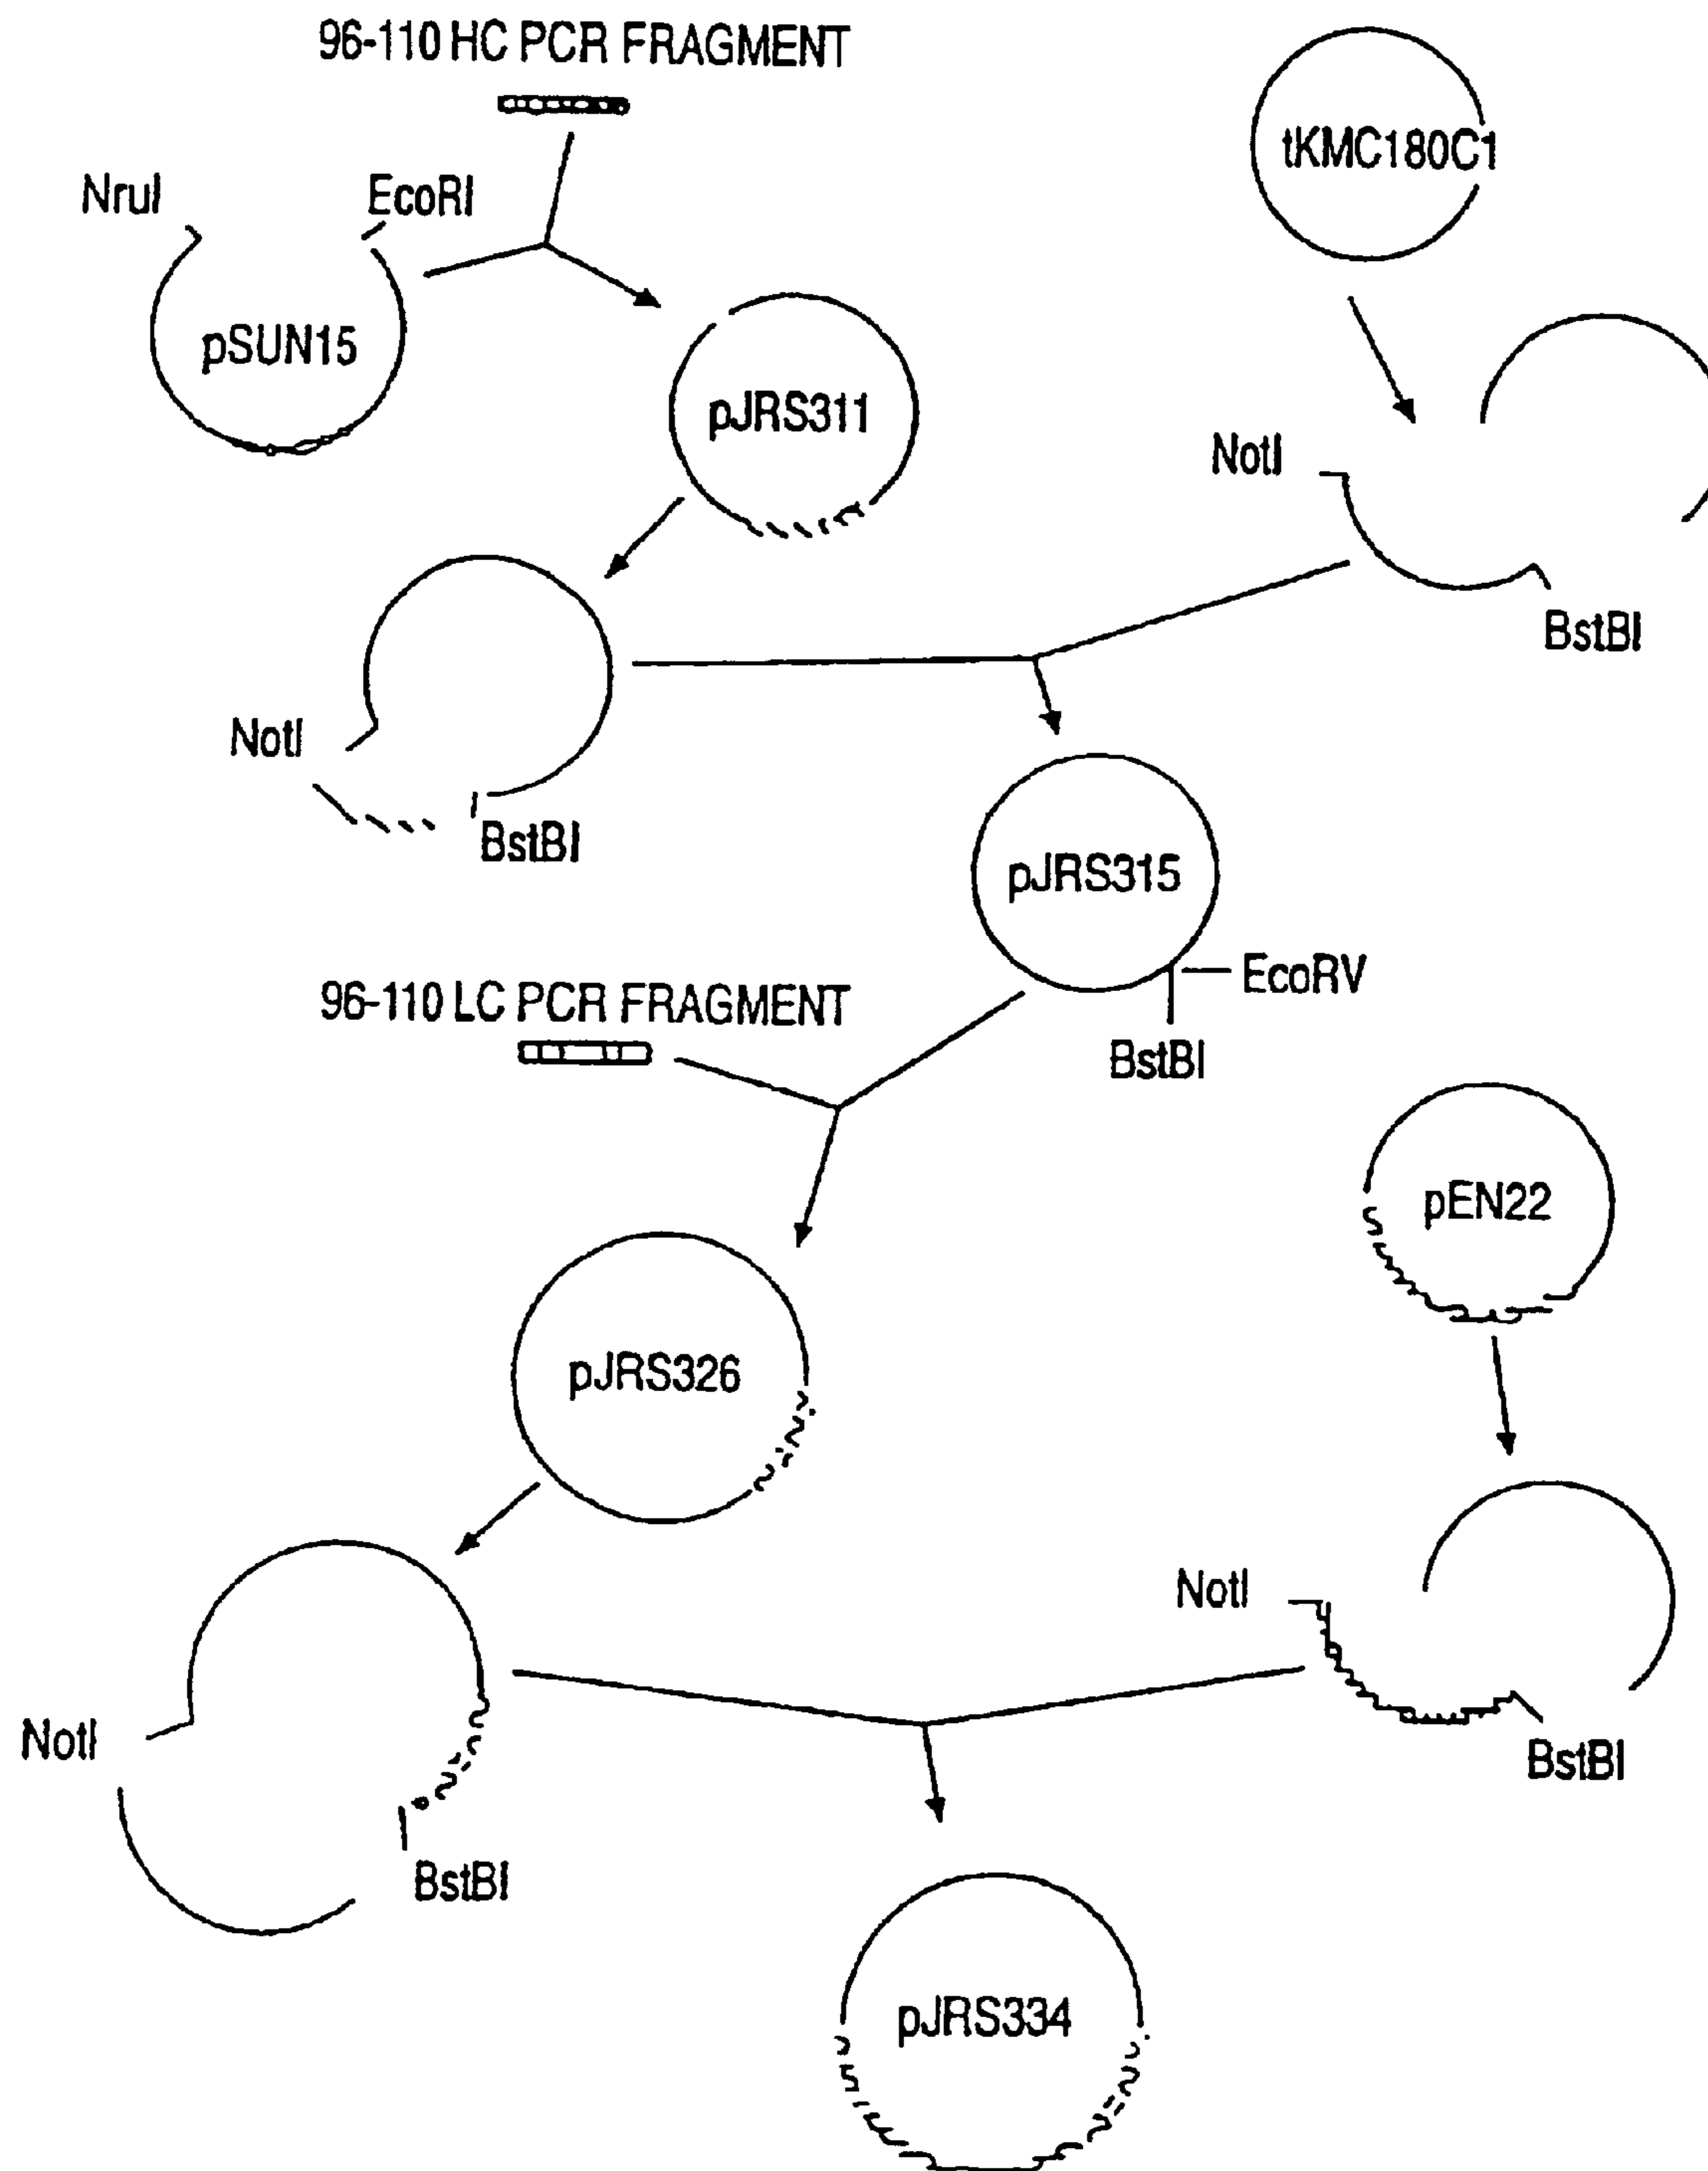 96-110 HC PCR FRAGMENT
tKMC180C1
NruI
EcoRI
pSUN15
pJRS311
NotI
BstBI
NotI
BstBI
pJRS315
EcoRV
BstBI
96-110 LC PCR FRAGMENT
pEN22
pJRS326
NotI
BstBI
NotI
BstBI
pJRS334